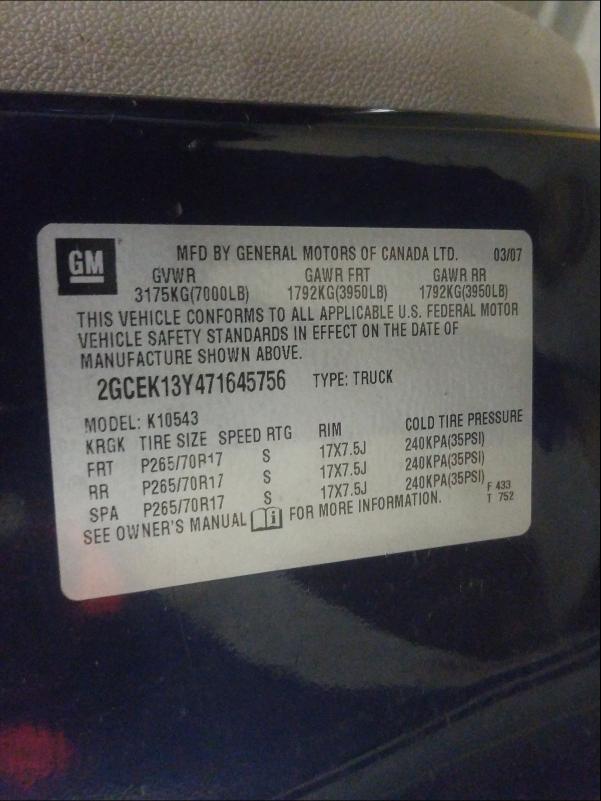 GM MFD BY GENERAL MOTORS OF CANADA LTD. 03/07
GVWR GAWR FRT GAWR RR
3175KG(7000LB) 1792KG(3950LB) 1792KG(3950LB)
THIS VEHICLE CONFORMS TO ALL APPLICABLE U.S. FEDERAL MOTOR
VEHICLE SAFETY STANDARDS IN EFFECT ON THE DATE OF
MANUFACTURE SHOWN ABOVE.
2GCEK13Y471645756 TYPE: TRUCK
MODEL: K10543
KRGK TIRE SIZE SPEED RTG RIM COLD TIRE PRESSURE
FRT P265/70R17 S 17X7.5J 240KPA(35PSI)
RR P265/70R17 S 17X7.5J 240KPA(35PSI)
SPA P265/70R17 S 17X7.5J 240KPA(35PSI) F 433
SEE OWNER'S MANUAL i FOR MORE INFORMATION. T 752